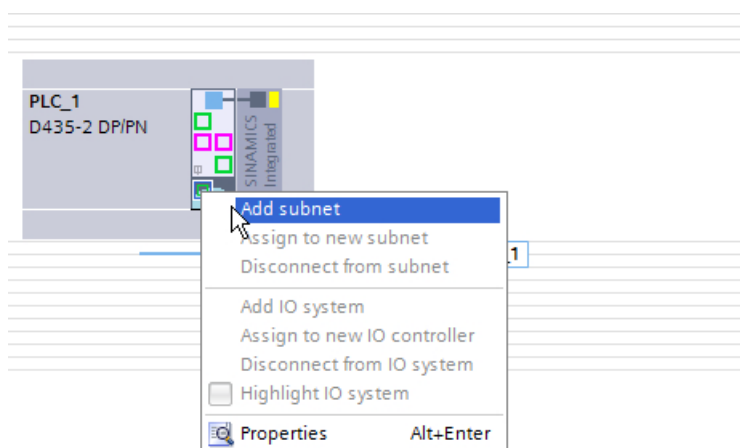 PLC_1
D435-2 DP/PN
SINAMICS
Integrated
Add subnet
Assign to new subnet
Disconnect from subnet
_1
Add IO system
Assign to new IO controller
Disconnect from IO system
Highlight IO system
Properties Alt+Enter